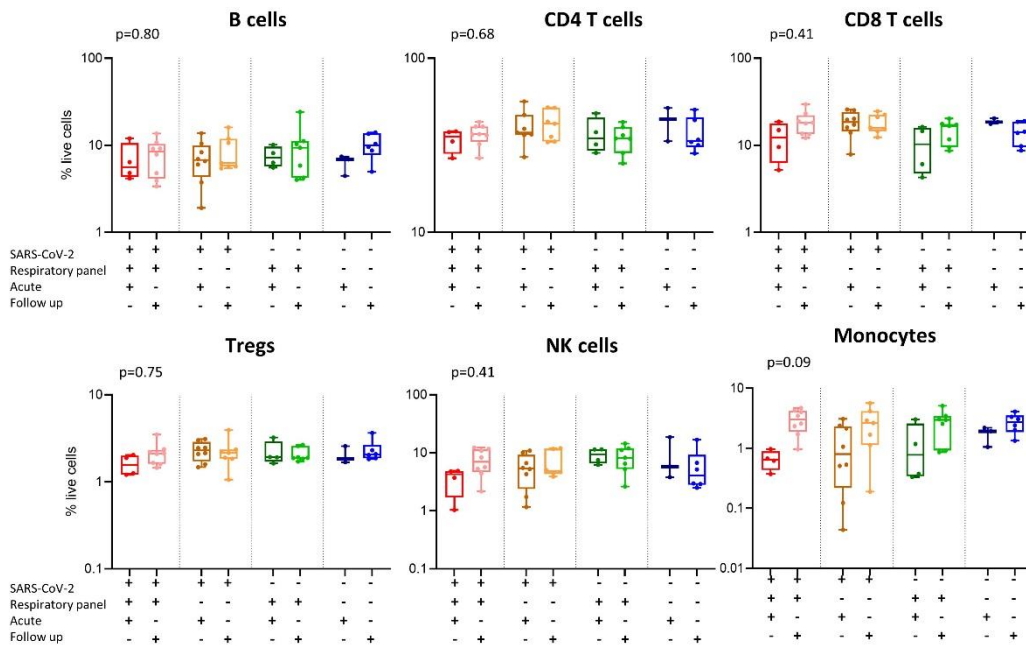 B cells CD4 T cells CD8 T cells
p=0.80 p=0.68 p=0.41
100 100 100
% live cells
10 10
1 10 1
SARS-CoV-2 + + + + - - - - + + + + - - - - + + + + - - - -
Respiratory panel + + - - + + - - + + - - + + - - + + - - + + - -
Acute + - + - + - + - + - + - + - + - + - + - + - + -
Follow up - + - + - + - + - + - + - + - + - + - + - + - +
Tregs NK cells Monocytes
p=0.75 p=0.41 p=0.09
10 100 10
% live cells
10 1
1 1 0.1
0.1 0.1 0.01
SARS-CoV-2 + + + + - - - - + + + + - - - - + + + + - - - -
Respiratory panel + + - - + + - - + + - - + + - - + + - - + + - -
Acute + - + - + - + - + - + - + - + - + - + - + - + -
Follow up - + - + - + - + - + - + - + - + - + - + - + - +